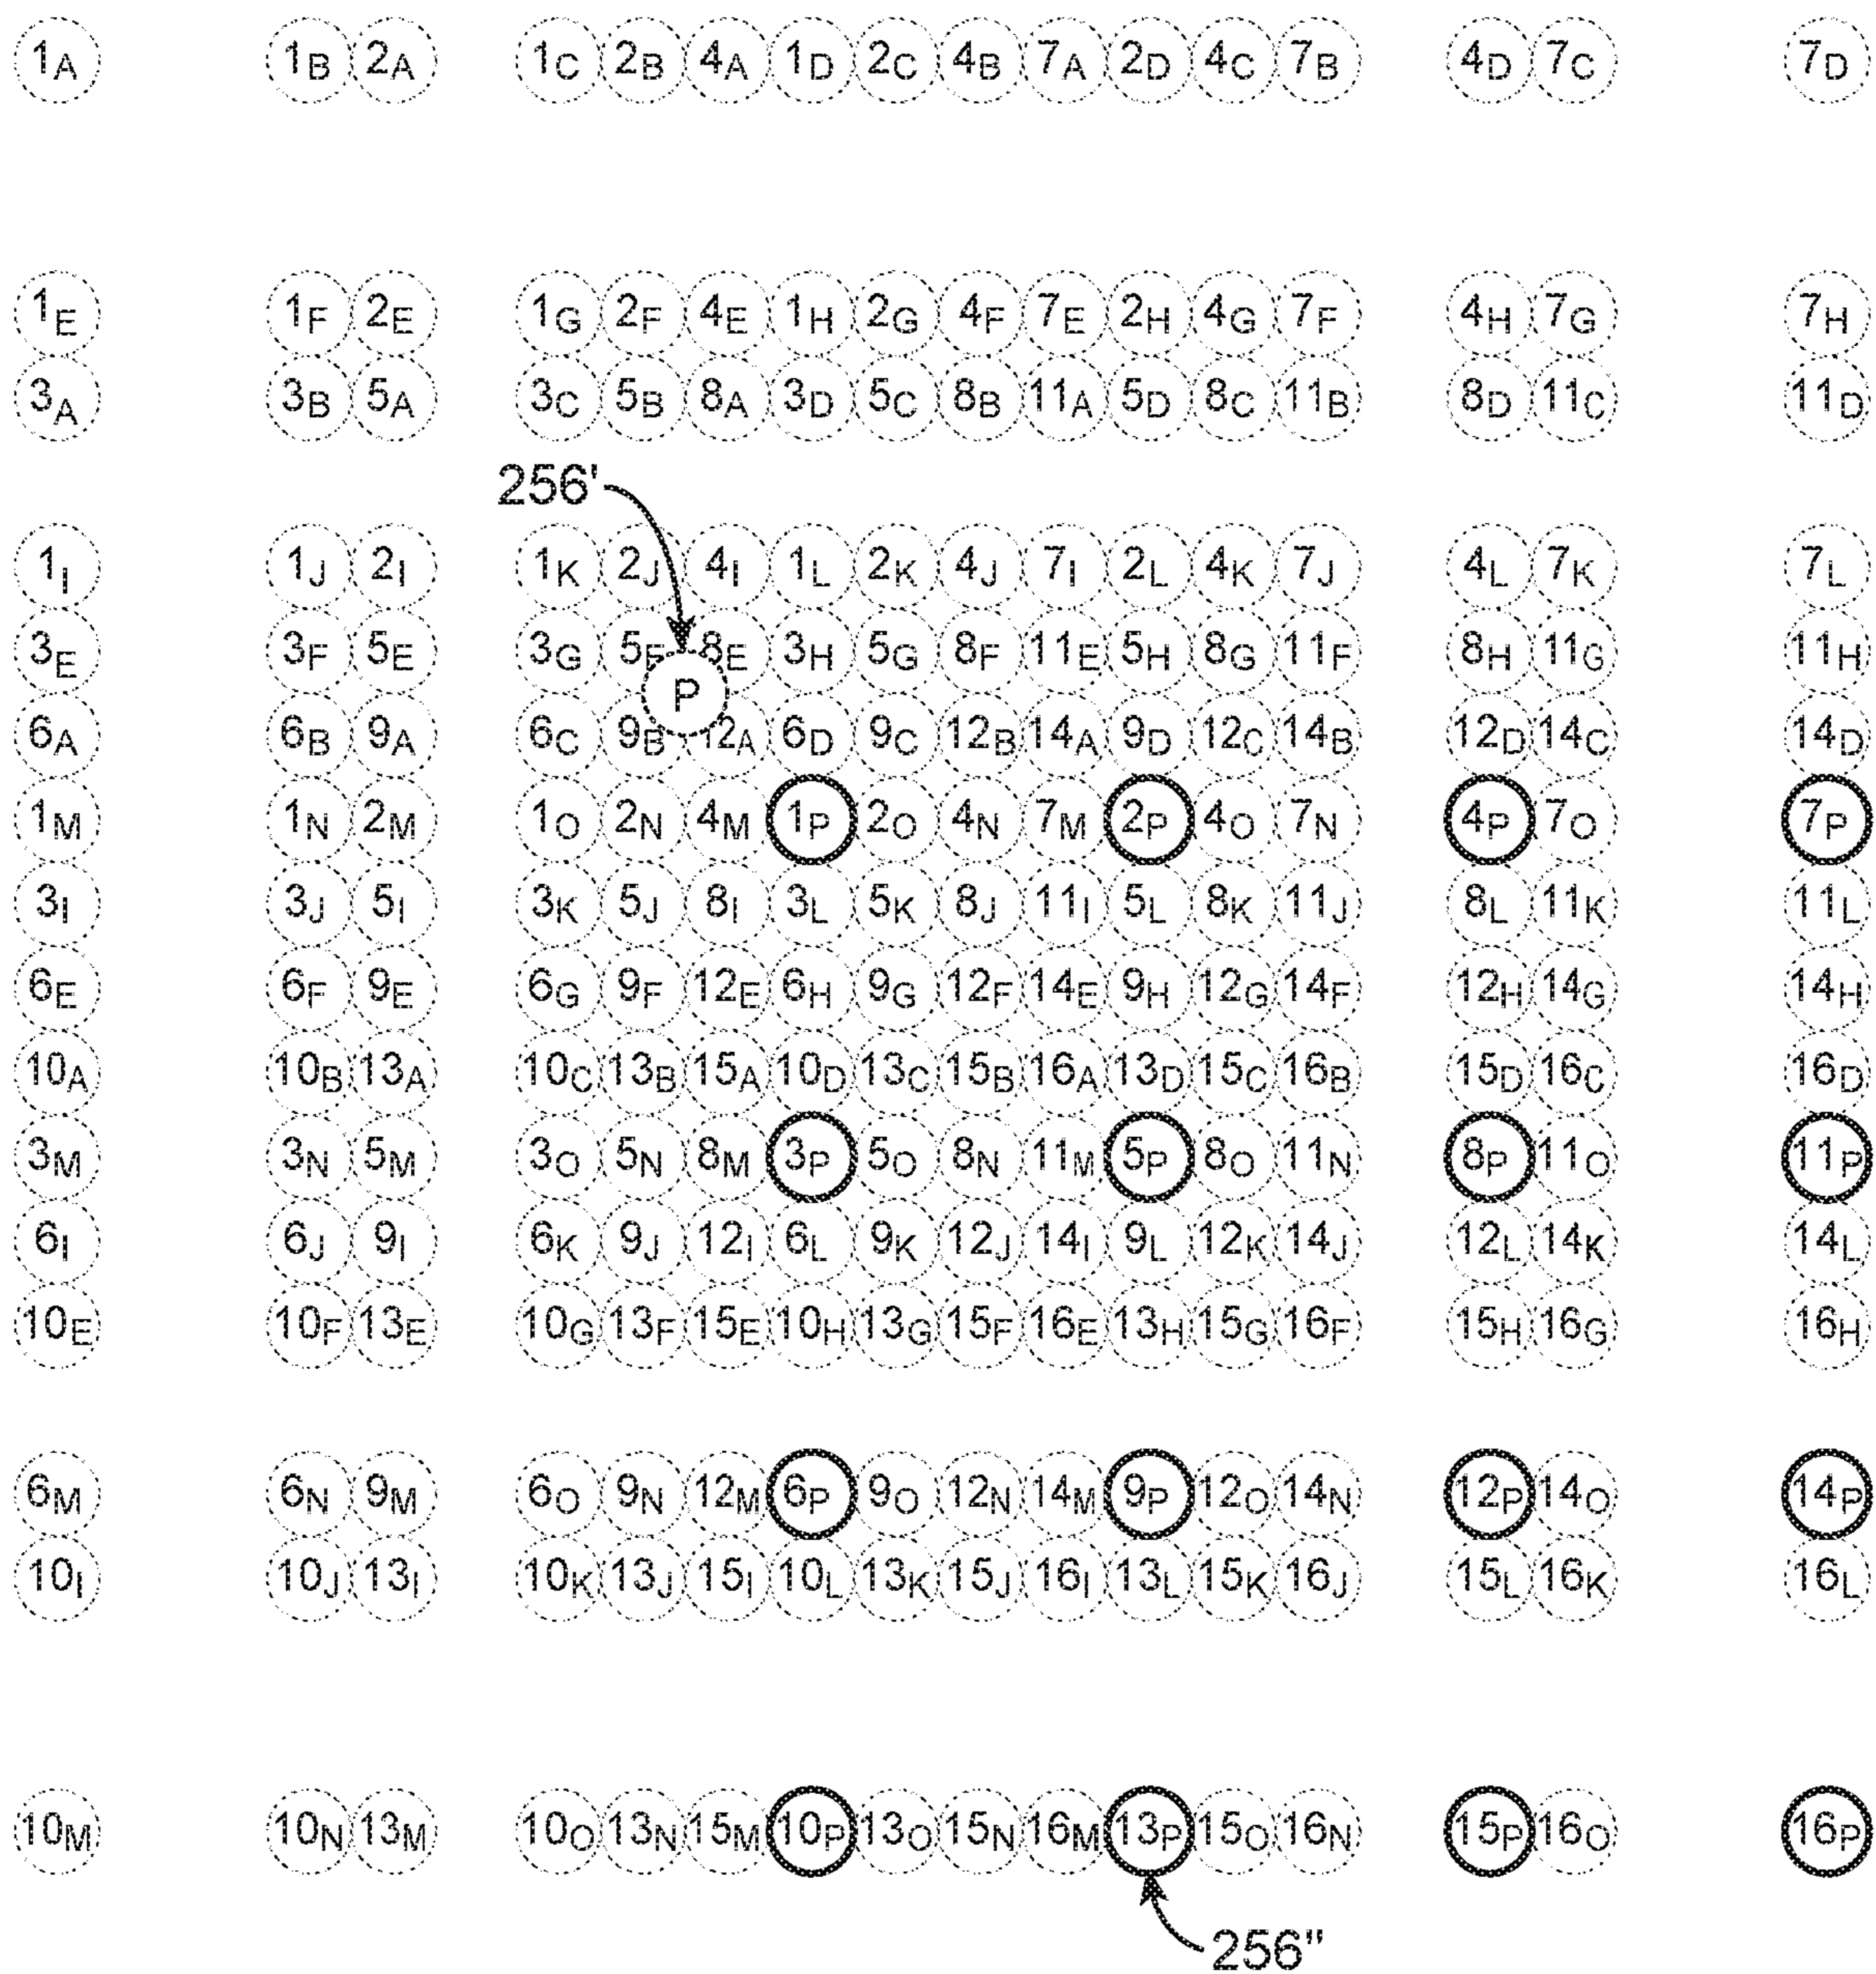 1A 1B 2A 1C 2B 4A 1D 2C 4B 7A 2D 4C 7B 4D 7C 7D
1E 1F 2E 1G 2F 4E 1H 2G 4F 7E 2H 4G 7F 4H 7G 7H
3A 3B 5A 3C 5B 8A 3D 5C 8B 11A 5D 8C 11B 8D 11C 11D
256'
1I 1J 2I 1K 2J 4I 1L 2K 4J 7I 2L 4K 7J 4L 7K 7L
3E 3F 5E 3G 5F 8E 3H 5G 8F 11E 5H 8G 11F 8H 11G 11H
P
6A 6B 9A 6C 9B 12A 6D 9C 12B 14A 9D 12C 14B 12D 14C 14D
1M 1N 2M 1O 2N 4M 1P 2O 4N 7M 2P 4O 7N 4P 7O 7P
3I 3J 5I 3K 5J 8I 3L 5K 8J 11I 5L 8K 11J 8L 11K 11L
6E 6F 9E 6G 9F 12E 6H 9G 12F 14E 9H 12G 14F 12H 14G 14H
10A 10B 13A 10C 13B 15A 10D 13C 15B 16A 13D 15C 16B 15D 16C 16D
3M 3N 5M 3O 5N 8M 3P 5O 8N 11M 5P 8O 11N 8P 11O 11P
6I 6J 9I 6K 9J 12I 6L 9K 12J 14I 9L 12K 14J 12L 14K 14L
10E 10F 13E 10G 13F 15E 10H 13G 15F 16E 13H 15G 16F 15H 16G 16H
6M 6N 9M 6O 9N 12M 6P 9O 12N 14M 9P 12O 14N 12P 14O 14P
10I 10J 13I 10K 13J 15I 10L 13K 15J 16I 13L 15K 16J 15L 16K 16L
10M 10N 13M 10O 13N 15M 10P 13O 15N 16M 13P 15O 16N 15P 16O 16P
256"